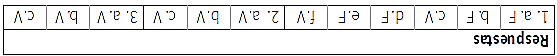 Respuestas
1. a.F b.F c.V d.F e.F f.V 2. a.V b.V c.V 3. a.V b.V c.V